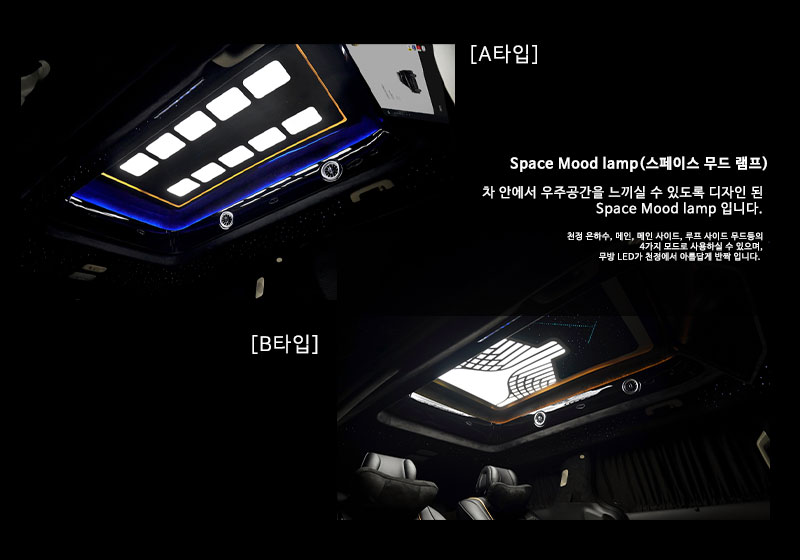 [A타입]
Space Mood lamp(스페이스 무드 램프)
차 안에서 우주공간을 느끼실 수 있도록 디자인 된
Space Mood lamp 입니다.
천정 은하수, 메인, 메인 사이드, 루프 사이드 무드등의
4가지 모드로 사용하실 수 있으며,
무방 LED가 천정에서 아름답게 반짝 입니다.
[B타입]